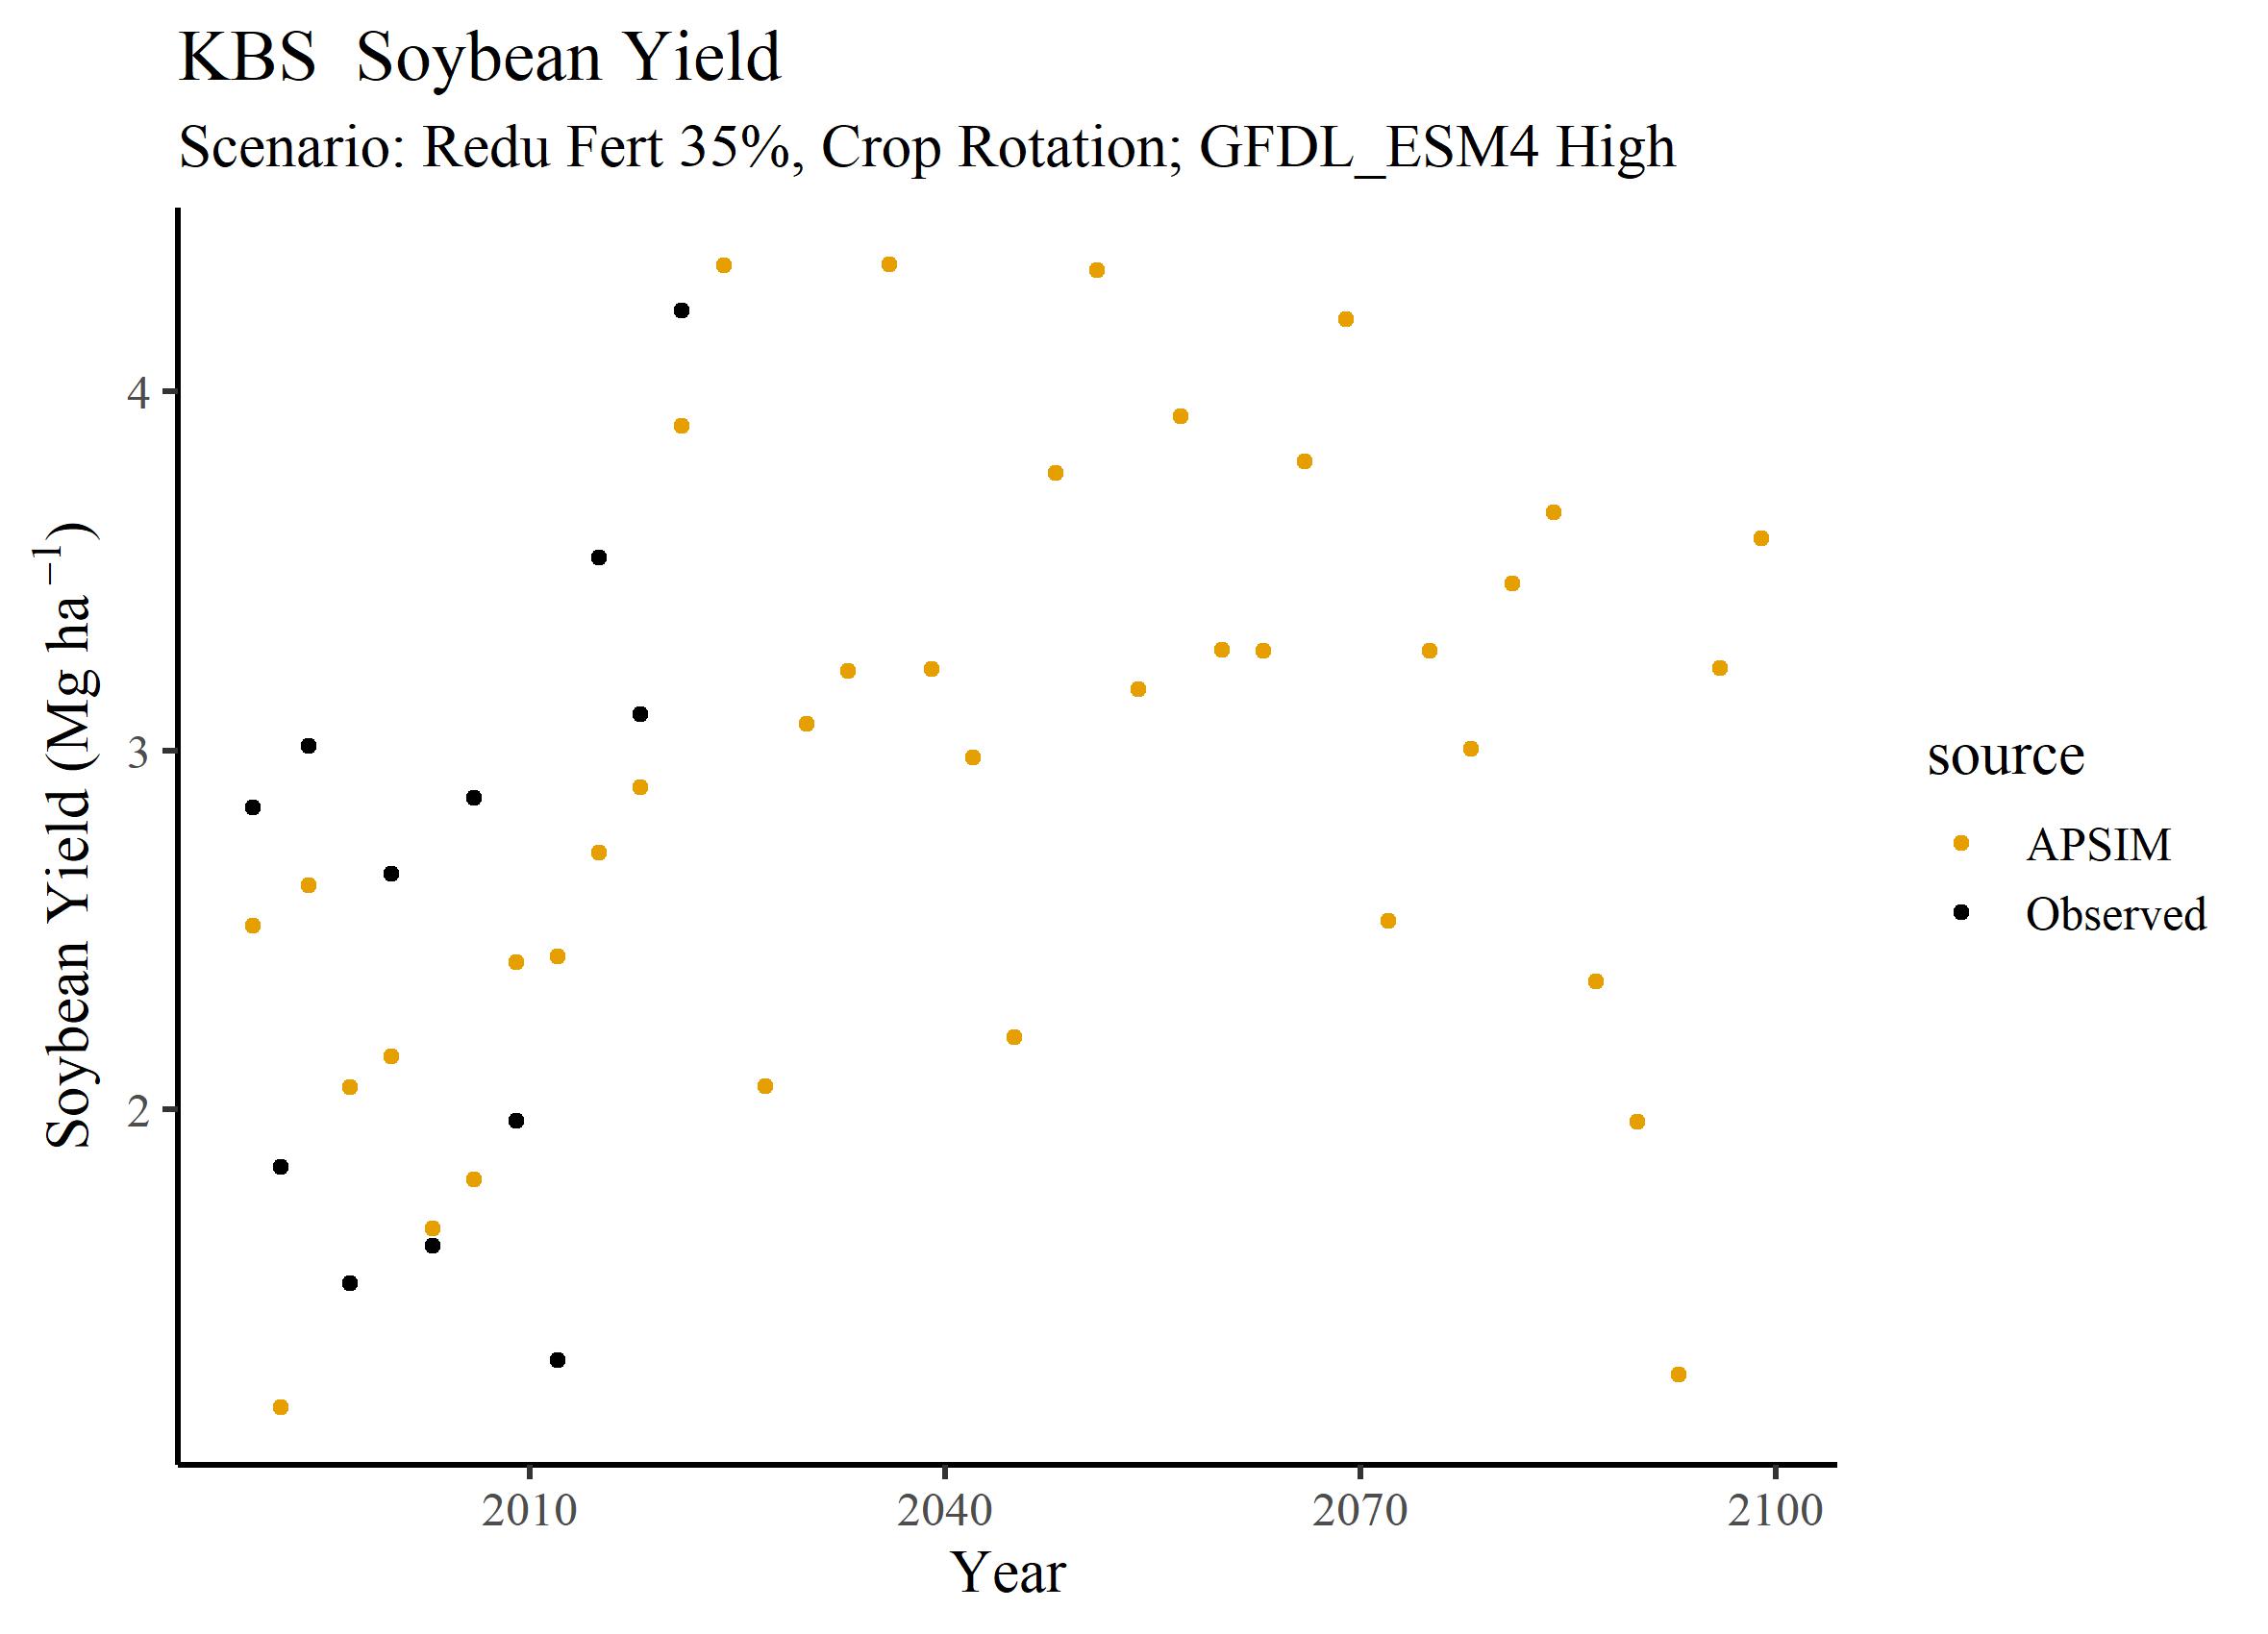 KBS  Soybean Yield
Scenario: Redu Fert 35%, Crop Rotation; GFDL_ESM4 High
Soybean Yield (Mg ha −1)
4
3
2
2010
2040
2070
2100
Year
source
APSIM
Observed